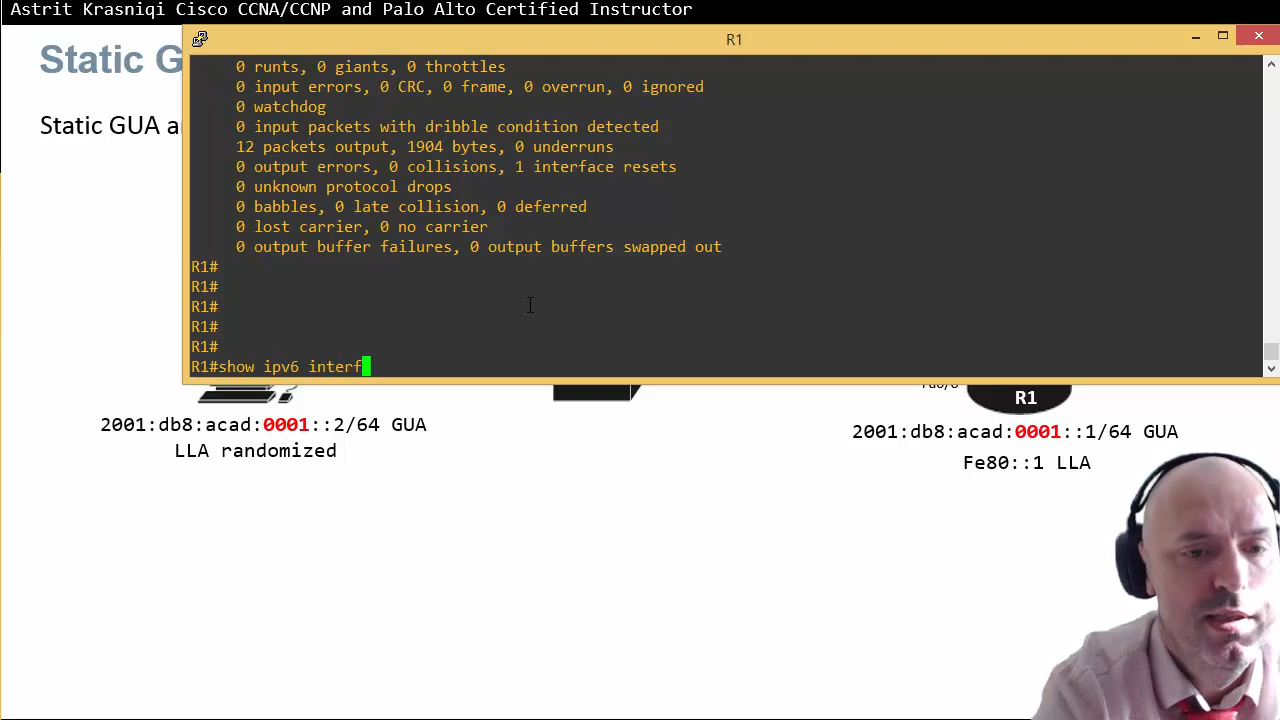 Astrit Krasniqi Cisco CCNA/CCNP and Palo Alto Certified Instructor
Static G
R1
Static GUA a
0 runts, 0 giants, 0 throttles
0 input errors, 0 CRC, 0 frame, 0 overrun, 0 ignored
0 watchdog
0 input packets with dribble condition detected
12 packets output, 1904 bytes, 0 underruns
0 output errors, 0 collisions, 1 interface resets
0 unknown protocol drops
0 babbles, 0 late collision, 0 deferred
0 lost carrier, 0 no carrier
0 output buffer failures, 0 output buffers swapped out
R1#
R1#
R1#
R1#
R1#
R1#show ipv6 interf
R1
2001:db8:acad:0001::2/64 GUA
LLA randomized
2001:db8:acad:0001::1/64 GUA
Fe80::1 LLA